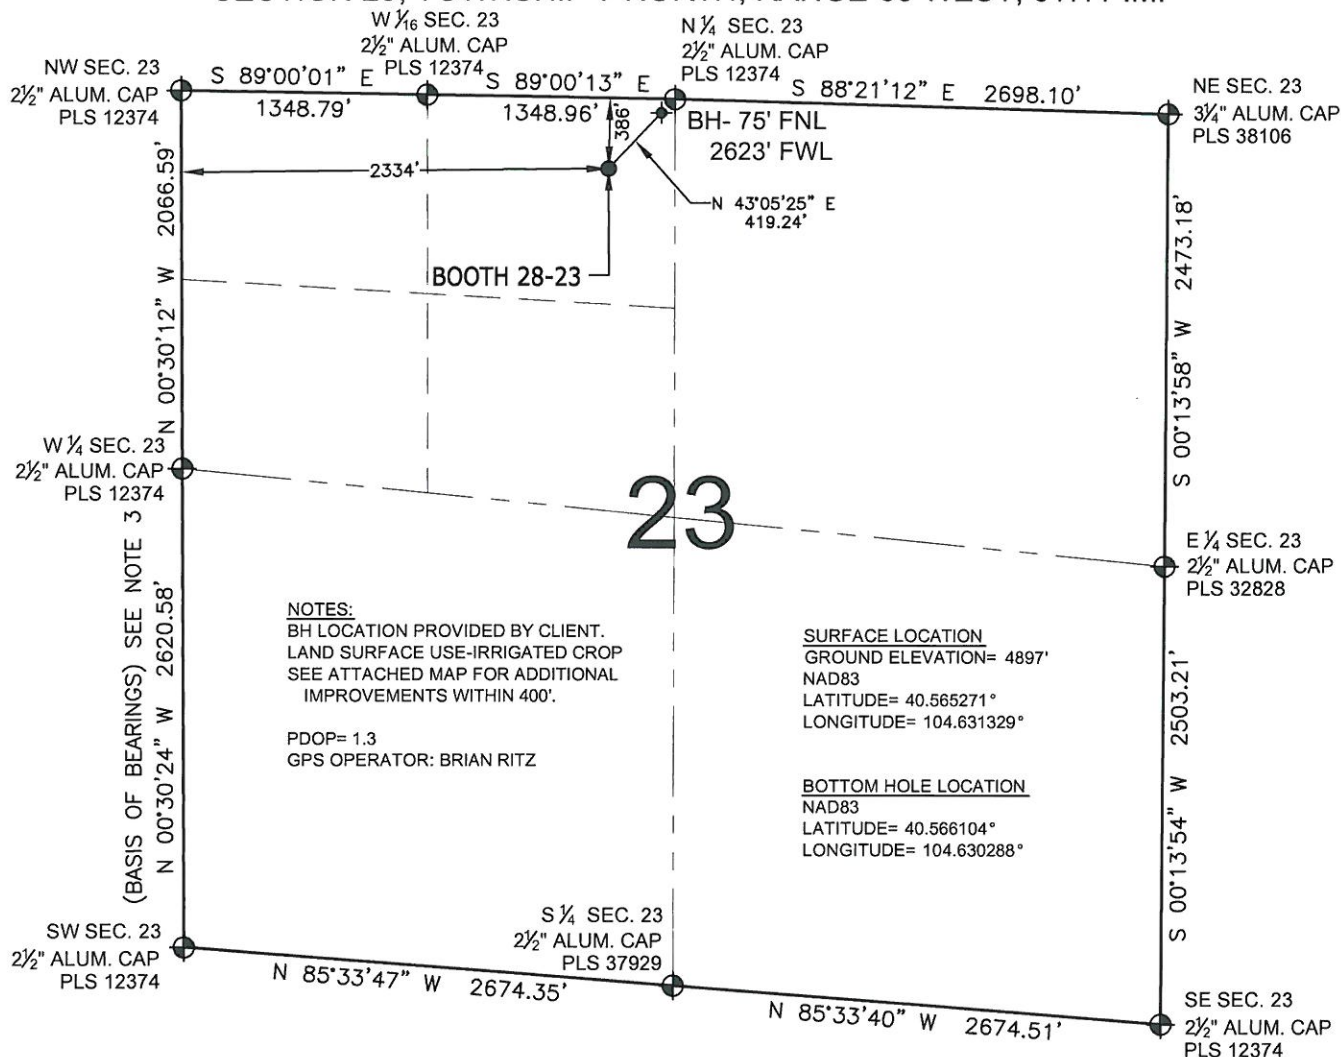 W 1/16 SEC. 23
2½" ALUM. CAP
PLS 12374
N ¼ SEC. 23
2½" ALUM. CAP
PLS 12374
NW SEC. 23
2½" ALUM. CAP
PLS 12374
S 89°00'01" E
1348.79'
S 89°00'13" E
1348.96'
S 88°21'12" E 2698.10'
NE SEC. 23
3¼" ALUM. CAP
PLS 38106
386'
BH- 75' FNL
2623' FWL
2334'
N 43°05'25" E
419.24'
BOOTH 28-23
N 00°30'12" W 2066.59'
S 00°13'58" W 2473.18'
W ¼ SEC. 23
2½" ALUM. CAP
PLS 12374
23
E ¼ SEC. 23
2½" ALUM. CAP
PLS 32828
(BASIS OF BEARINGS) SEE NOTE 3
N 00°30'24" W 2620.58'
NOTES:
BH LOCATION PROVIDED BY CLIENT.
LAND SURFACE USE-IRRIGATED CROP
SEE ATTACHED MAP FOR ADDITIONAL
IMPROVEMENTS WITHIN 400'.
PDOP= 1.3
GPS OPERATOR: BRIAN RITZ
SURFACE LOCATION
GROUND ELEVATION= 4897'
NAD83
LATITUDE= 40.565271°
LONGITUDE= 104.631329°
BOTTOM HOLE LOCATION
NAD83
LATITUDE= 40.566104°
LONGITUDE= 104.630288°
S 00°13'54" W 2503.21'
SW SEC. 23
2½" ALUM. CAP
PLS 12374
S ¼ SEC. 23
2½" ALUM. CAP
PLS 37929
N 85°33'47" W 2674.35'
N 85°33'40" W 2674.51'
SE SEC. 23
2½" ALUM. CAP
PLS 12374